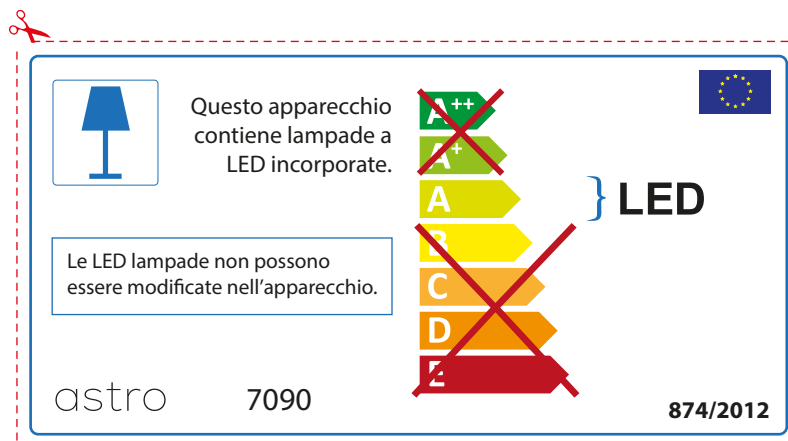 Questo apparecchio
contiene lampade a
LED incorporate.
A++
A+
A
B
C
D
E
LED
Le LED lampade non possono
essere modificate nell'apparecchio.
astro 7090
874/2012